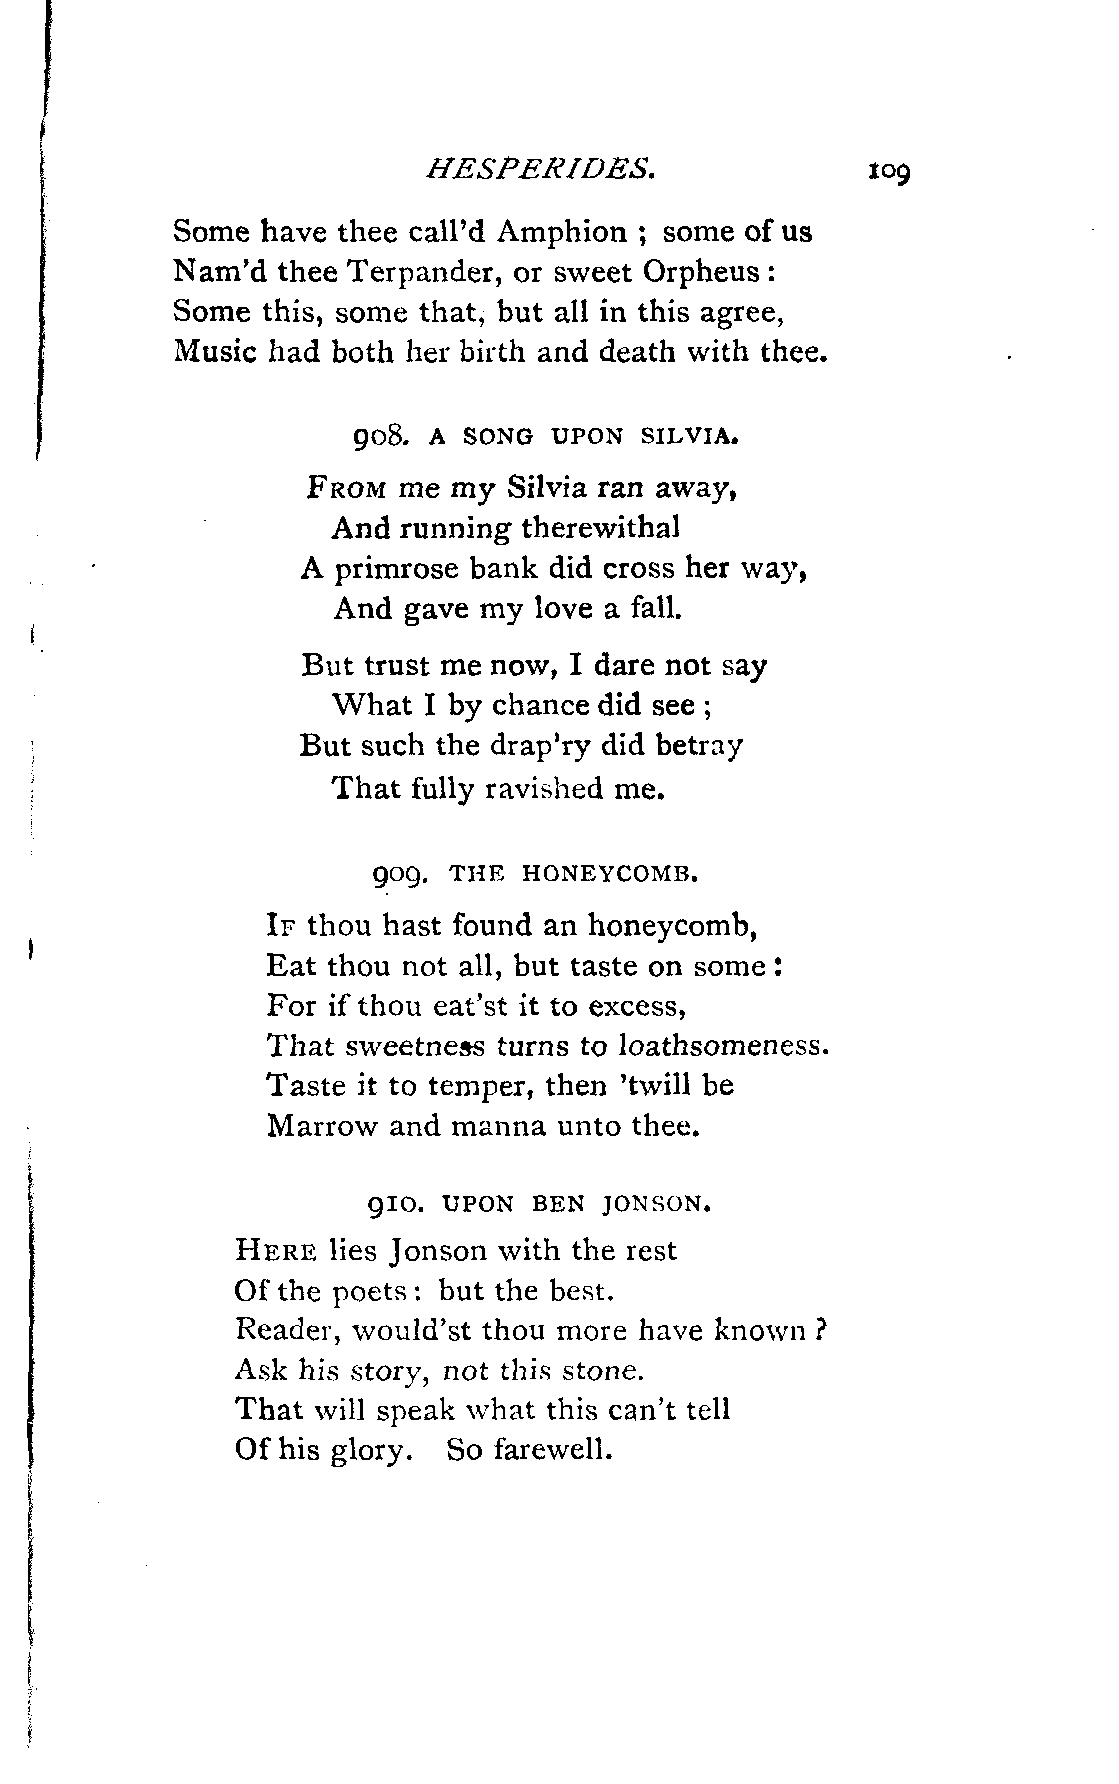 HESPERIDES. 109
Some have thee call'd Amphion ; some of us
Nam'd thee Terpander, or sweet Orpheus :
Some this, some that, but all in this agree,
Music had both her birth and death with thee.
908. A SONG UPON SILVIA.
FROM me my Silvia ran away,
And running therewithal
A primrose bank did cross her way,
And gave my love a fall.
But trust me now, I dare not say
What I by chance did see ;
But such the drap'ry did betray
That fully ravished me.
909. THE HONEYCOMB.
IF thou hast found an honeycomb,
Eat thou not all, but taste on some :
For if thou eat'st it to excess,
That sweetness turns to loathsomeness.
Taste it to temper, then 'twill be
Marrow and manna unto thee.
910. UPON BEN JONSON.
HERE lies Jonson with the rest
Of the poets : but the best.
Reader, would'st thou more have known ?
Ask his story, not this stone.
That will speak what this can't tell
Of his glory. So farewell.